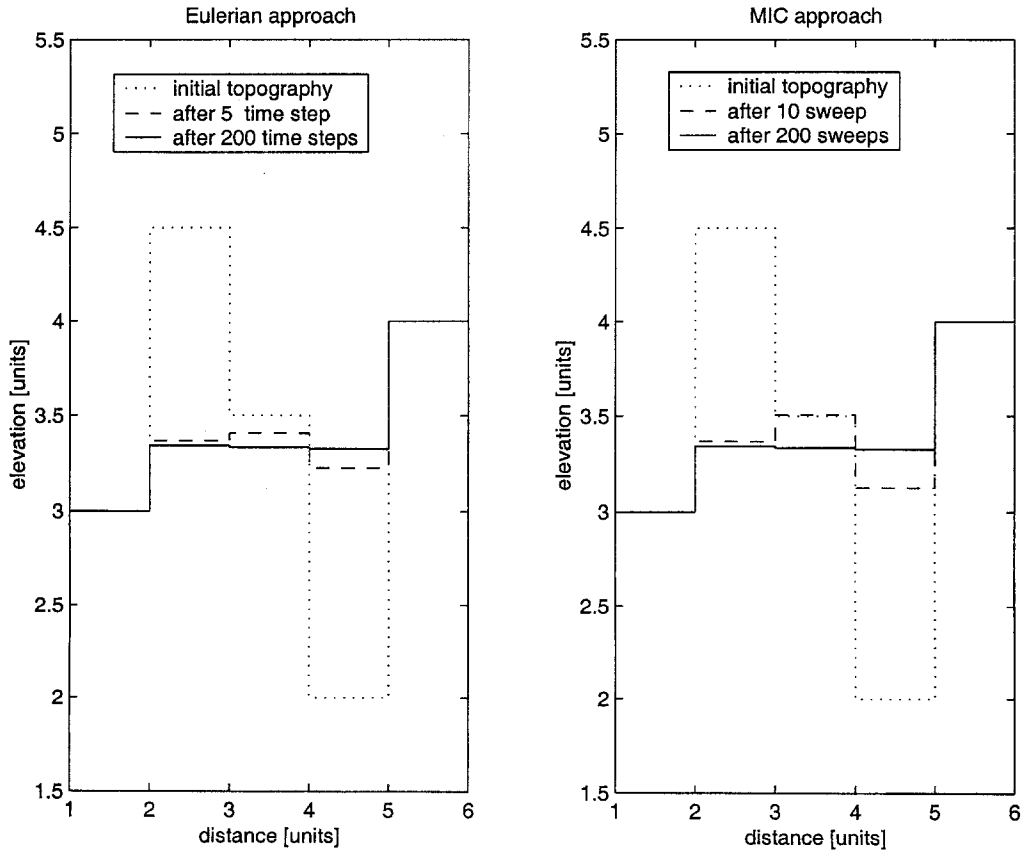 Eulerian approach
5.5
5
4.5
4
3.5
3
2.5
2
1.5
elevation [units]
initial topography
after 5 time step
after 200 time steps
1 2 3 4 5 6
distance [units]
MIC approach
5.5
5
4.5
4
3.5
3
2.5
2
1.5
elevation [units]
initial topography
after 10 sweep
after 200 sweeps
1 2 3 4 5 6
distance [units]